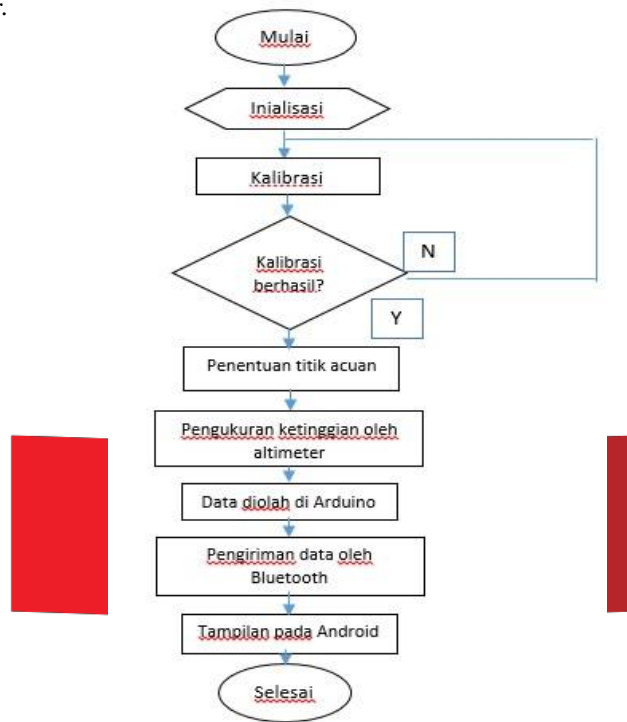 r.
Mulai
Inialisasi
Kalibrasi
Kalibrasi
berhasil?
N
Y
Penentuan titik acuan
Pengukuran ketinggian oleh
altimeter
Data diolah di Arduino
Pengiriman data oleh
Bluetooth
Tampilan pada Android
Selesai